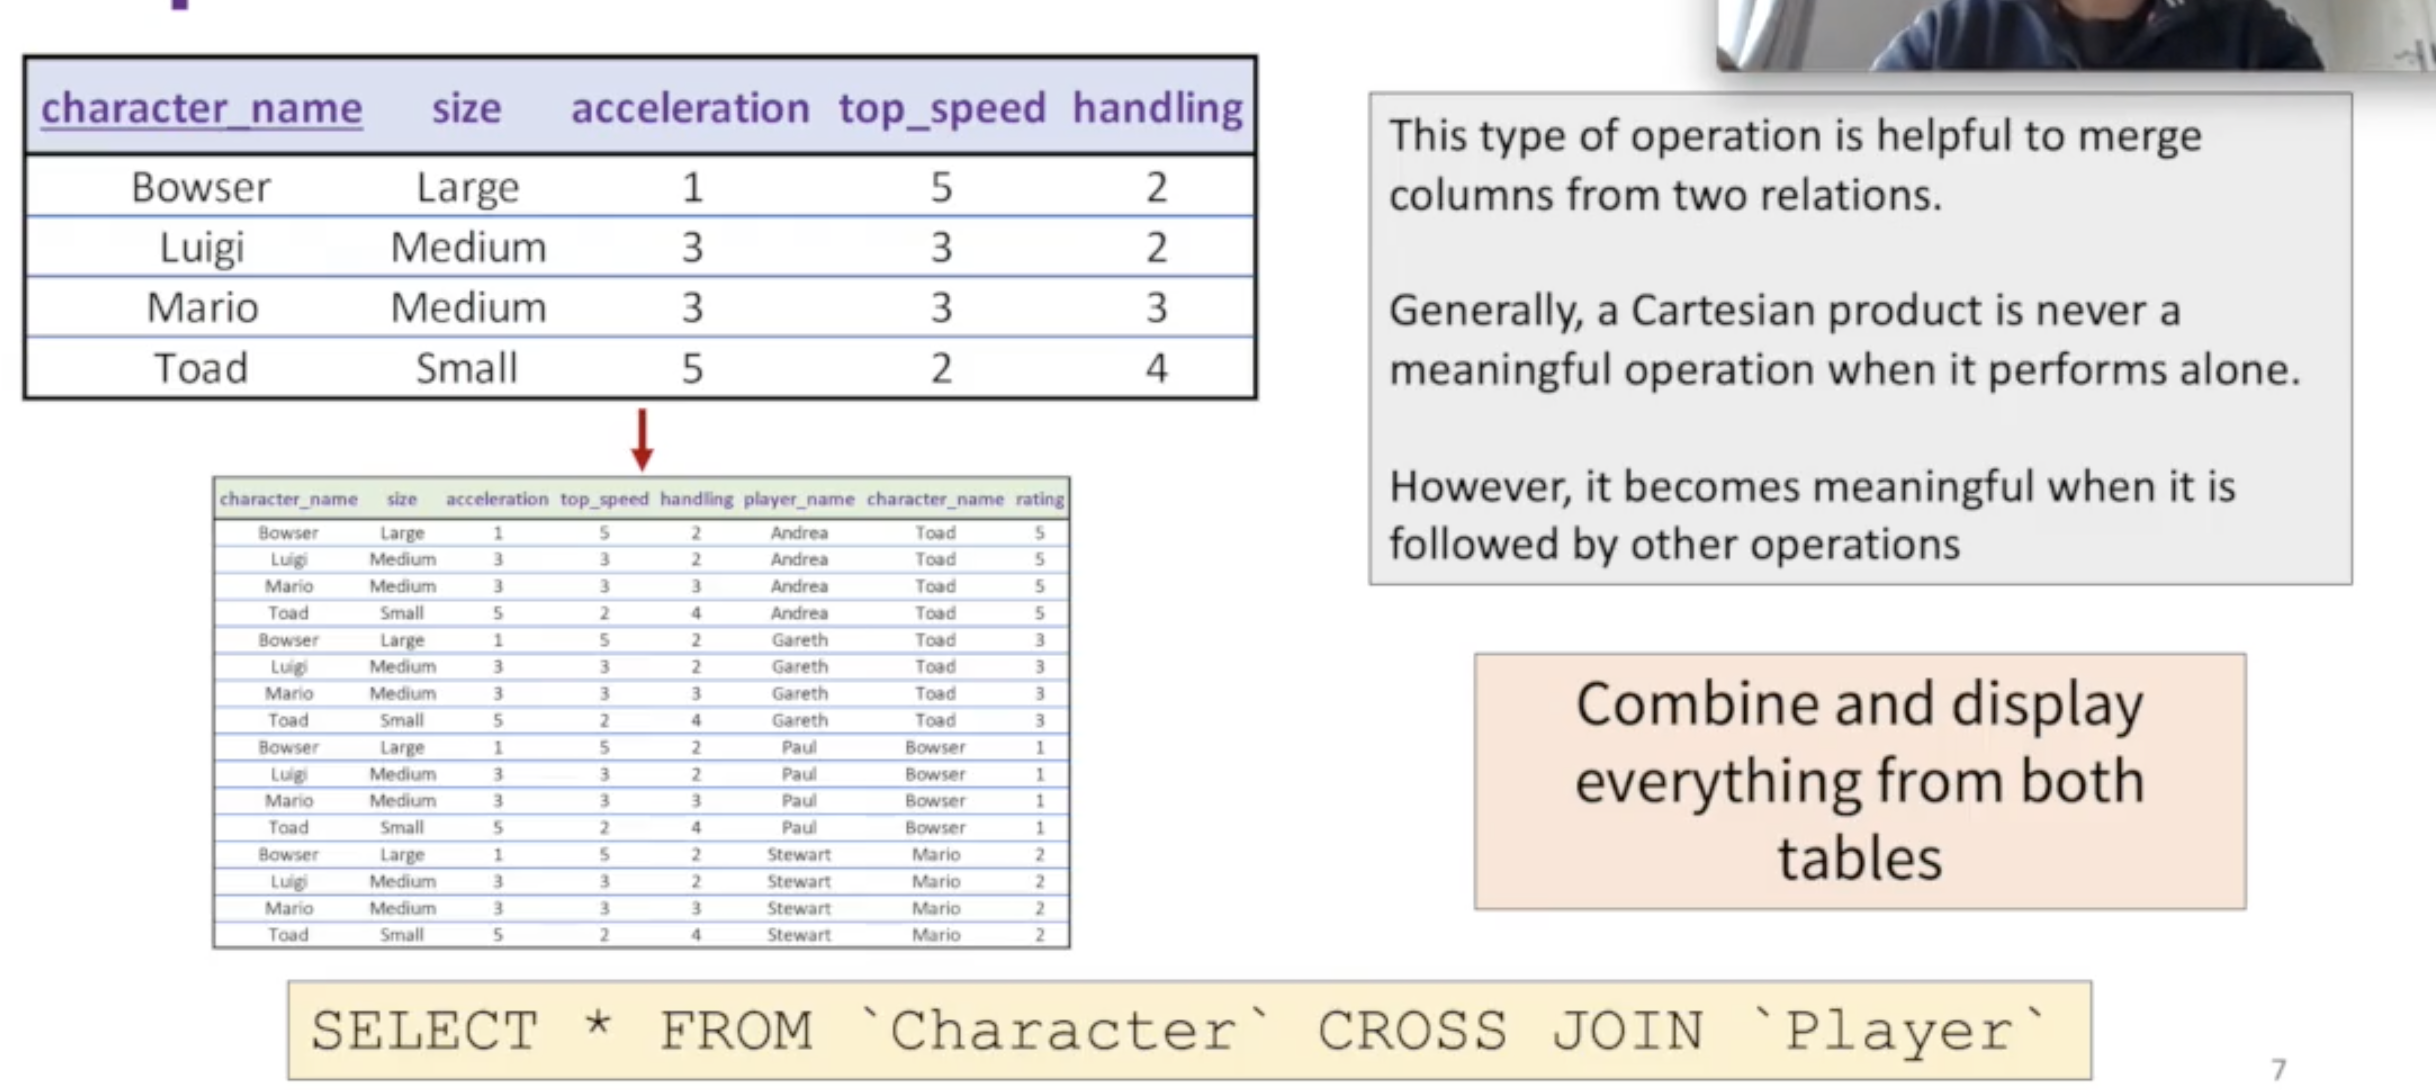 character_name size acceleration top_speed handling
Bowser Large 1 5 2
Luigi Medium 3 3 2
Mario Medium 3 3 3
Toad Small 5 2 4
character_name size acceleration top_speed handling player_name character_name rating
Bowser Large 1 5 2 Andrea Toad 5
Luigi Medium 3 3 2 Andrea Toad 5
Mario Medium 3 3 3 Andrea Toad 5
Toad Small 5 2 4 Andrea Toad 5
Bowser Large 1 5 2 Gareth Toad 3
Luigi Medium 3 3 2 Gareth Toad 3
Mario Medium 3 3 3 Gareth Toad 3
Toad Small 5 2 4 Gareth Toad 3
Bowser Large 1 5 2 Paul Bowser 1
Luigi Medium 3 3 2 Paul Bowser 1
Mario Medium 3 3 3 Paul Bowser 1
Toad Small 5 2 4 Paul Bowser 1
Bowser Large 1 5 2 Stewart Mario 2
Luigi Medium 3 3 2 Stewart Mario 2
Mario Medium 3 3 3 Stewart Mario 2
Toad Small 5 2 4 Stewart Mario 2
This type of operation is helpful to merge
columns from two relations.
Generally, a Cartesian product is never a
meaningful operation when it performs alone.
However, it becomes meaningful when it is
followed by other operations
Combine and display
everything from both
tables
SELECT * FROM `Character` CROSS JOIN `Player`
7